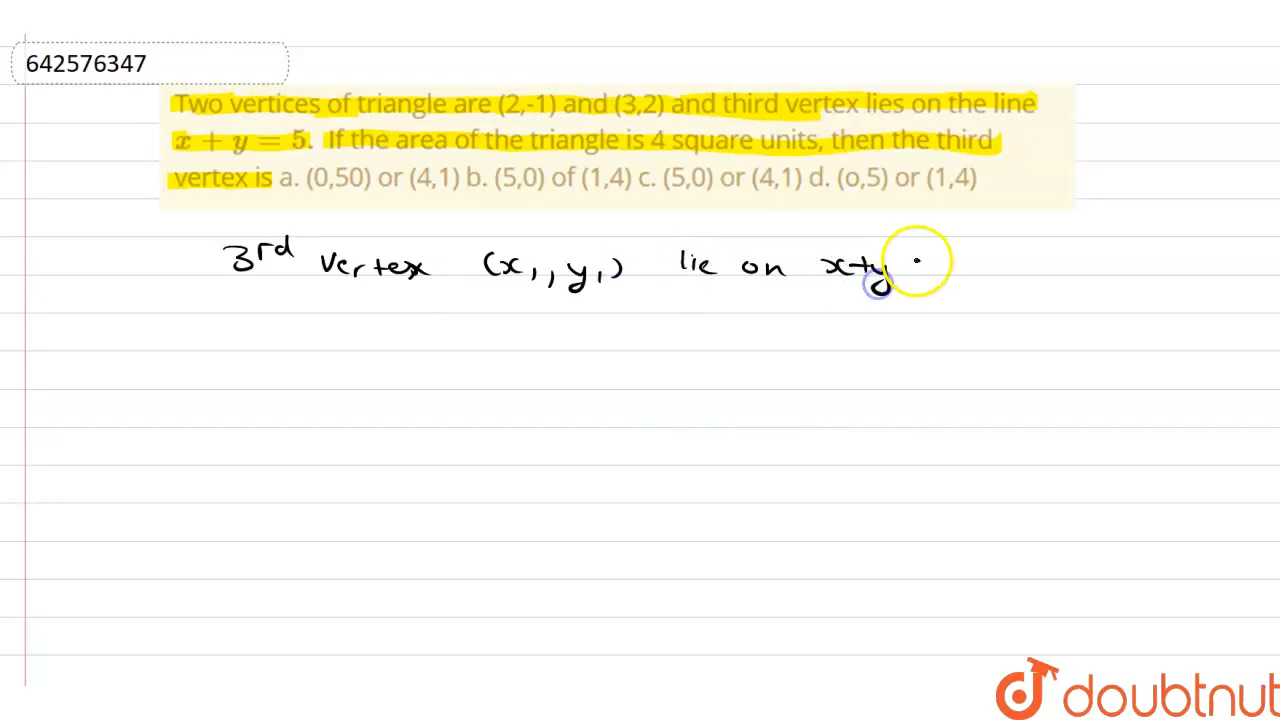 642576347
Two vertices of triangle are (2,-1) and (3,2) and third vertex lies on the line
x + y = 5. If the area of the triangle is 4 square units, then the third
vertex is a. (0,50) or (4,1) b. (5,0) of (1,4) c. (5,0) or (4,1) d. (o,5) or (1,4)
3rd vertex (x₁, y₁) lie on x+y
doubtnut